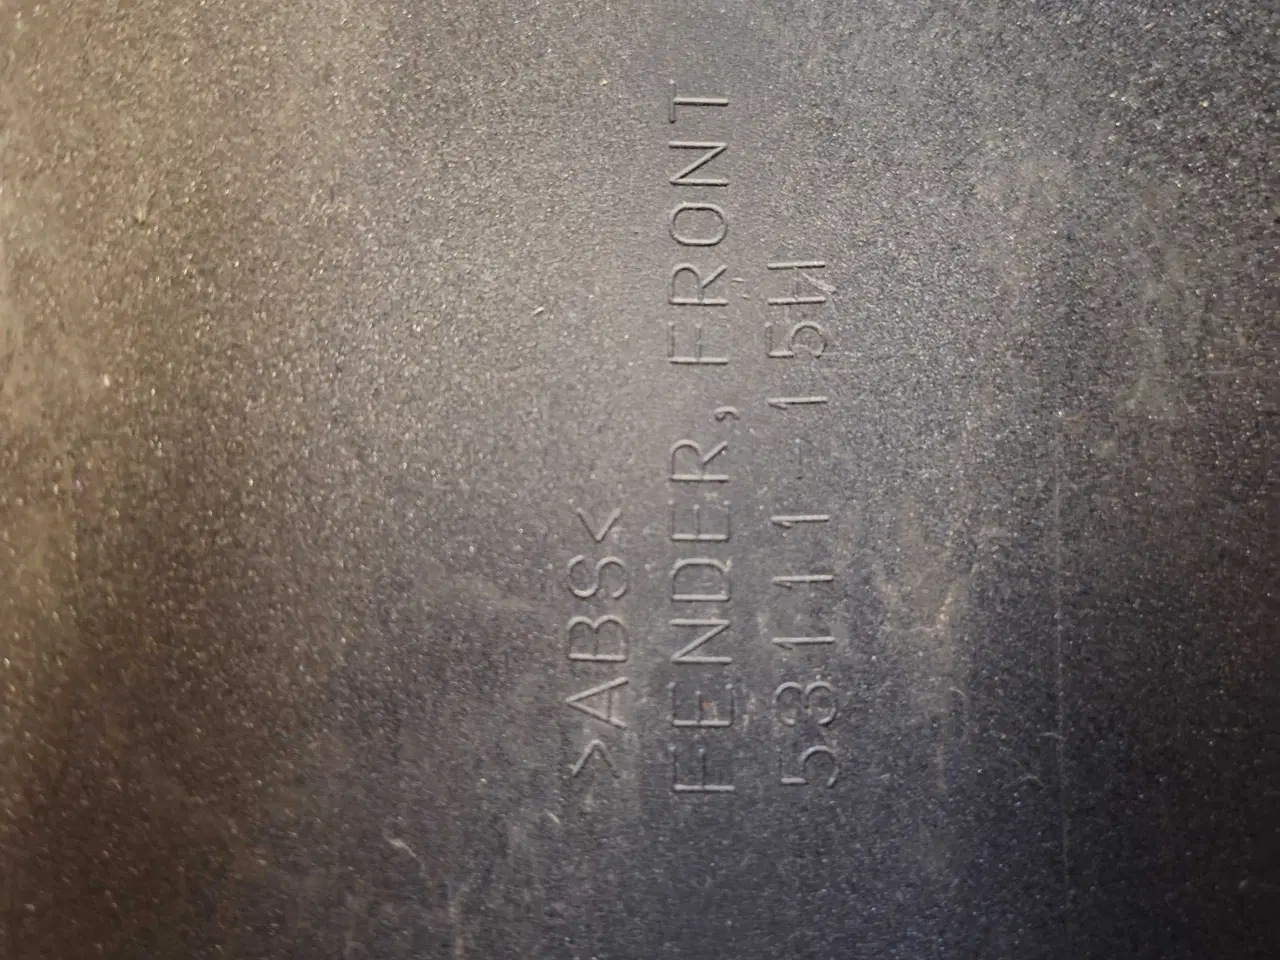 >ABS<
FENDER, FRONT
53111-15H